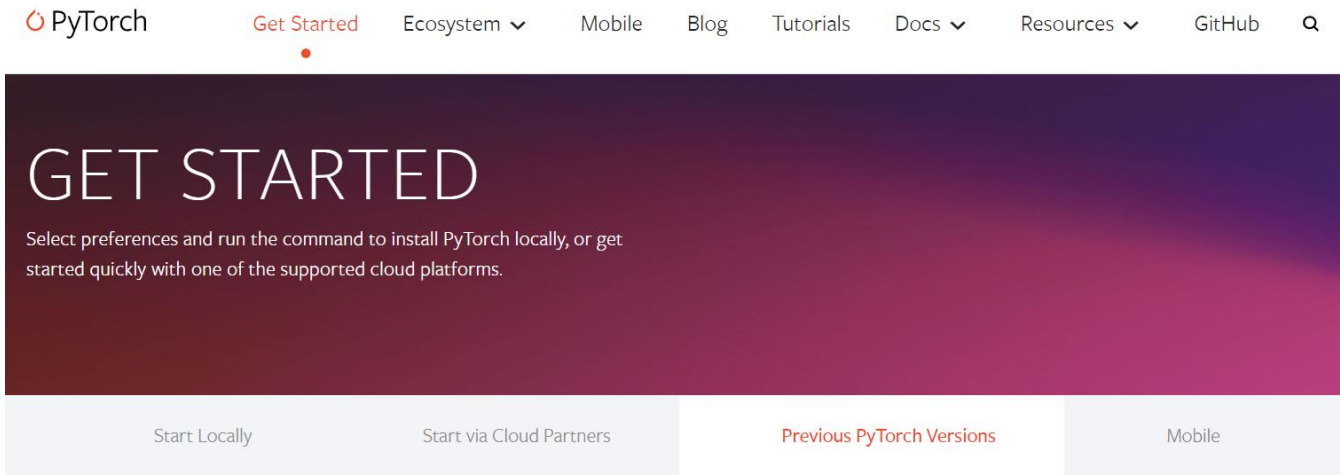 PyTorch Get Started Ecosystem Mobile Blog Tutorials Docs Resources GitHub
GET STARTED
Select preferences and run the command to install PyTorch locally, or get
started quickly with one of the supported cloud platforms.
Start Locally Start via Cloud Partners Previous PyTorch Versions Mobile